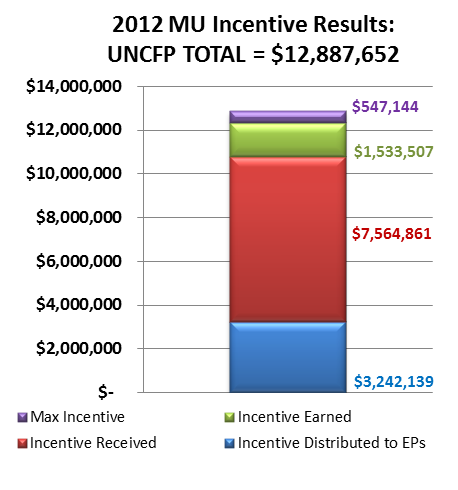 2012 MU Incentive Results:
UNCFP TOTAL = $12,887,652
$14,000,000
$12,000,000
$10,000,000
$8,000,000
$6,000,000
$4,000,000
$2,000,000
$-
$547,144
$1,533,507
$7,564,861
$3,242,139
Max Incentive
Incentive Earned
Incentive Received
Incentive Distributed to EPs